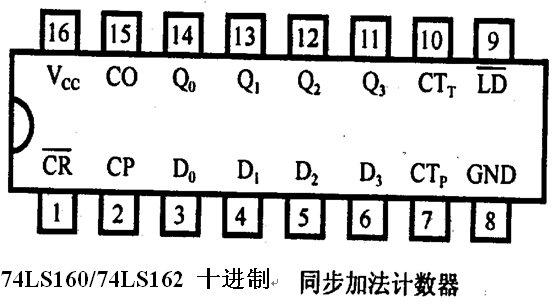 16 15 14 13 12 11 10 9
VCC CO Q0 Q1 Q2 Q3 CTT L̅D̅
C̅R̅ CP D0 D1 D2 D3 CTP GND
1 2 3 4 5 6 7 8
74LS160/74LS162 十进制 同步加法计数器